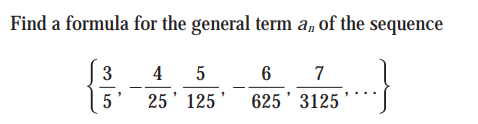 Find a formula for the general term aₙ of the sequence
{3/5, −4/25, 5/125, −6/625, 7/3125, . . .}